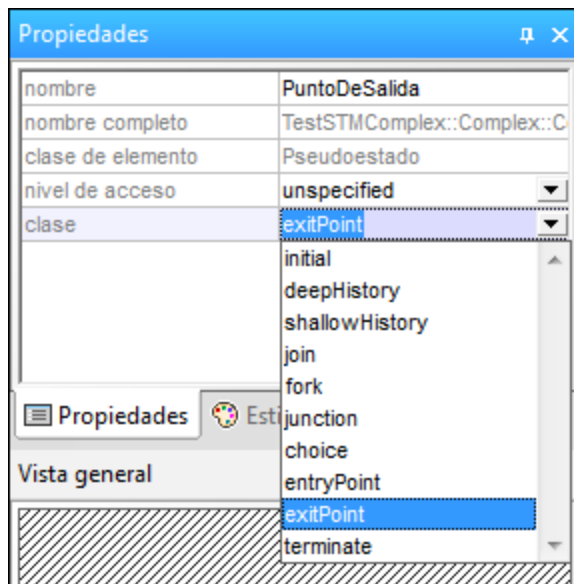 Propiedades
nombre PuntoDeSalida
nombre completo TestSTMComplex::Complex::C
clase de elemento Pseudoestado
nivel de acceso unspecified
clase exitPoint
initial
deepHistory
shallowHistory
join
fork
Propiedades Esti junction
choice
Vista general entryPoint
exitPoint
terminate